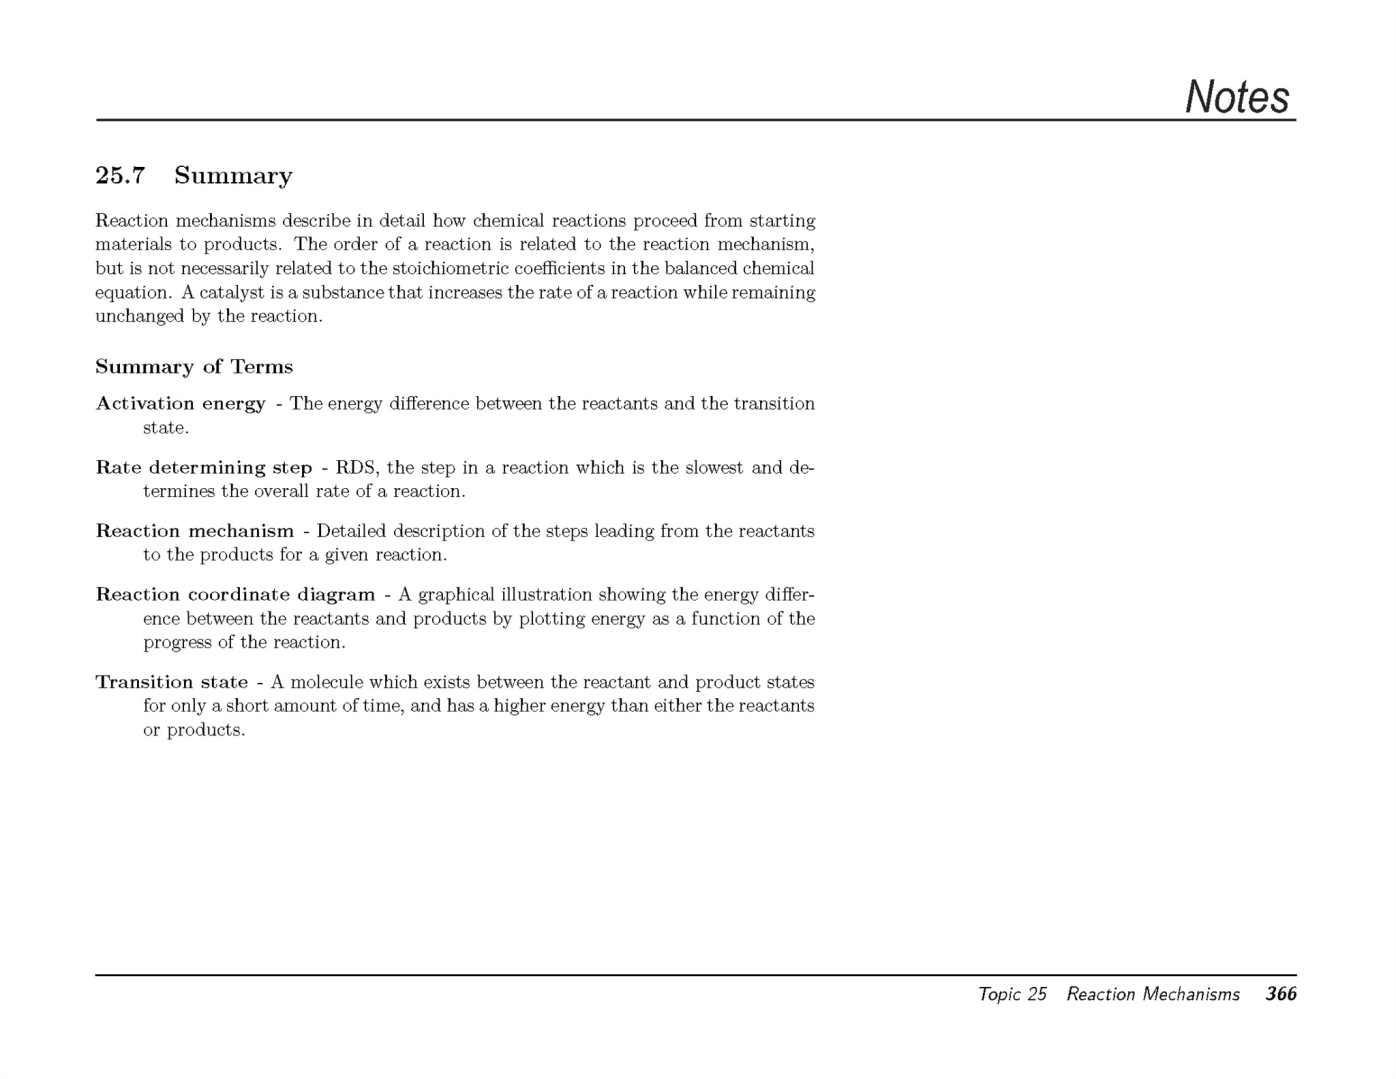 Notes
25.7 Summary
Reaction mechanisms describe in detail how chemical reactions proceed from starting
materials to products. The order of a reaction is related to the reaction mechanism,
but is not necessarily related to the stoichiometric coefficients in the balanced chemical
equation. A catalyst is a substance that increases the rate of a reaction while remaining
unchanged by the reaction.
Summary of Terms
Activation energy - The energy difference between the reactants and the transition
state.
Rate determining step - RDS, the step in a reaction which is the slowest and de-
termines the overall rate of a reaction.
Reaction mechanism - Detailed description of the steps leading from the reactants
to the products for a given reaction.
Reaction coordinate diagram - A graphical illustration showing the energy differ-
ence between the reactants and products by plotting energy as a function of the
progress of the reaction.
Transition state - A molecule which exists between the reactant and product states
for only a short amount of time, and has a higher energy than either the reactants
or products.
Topic 25 Reaction Mechanisms 366